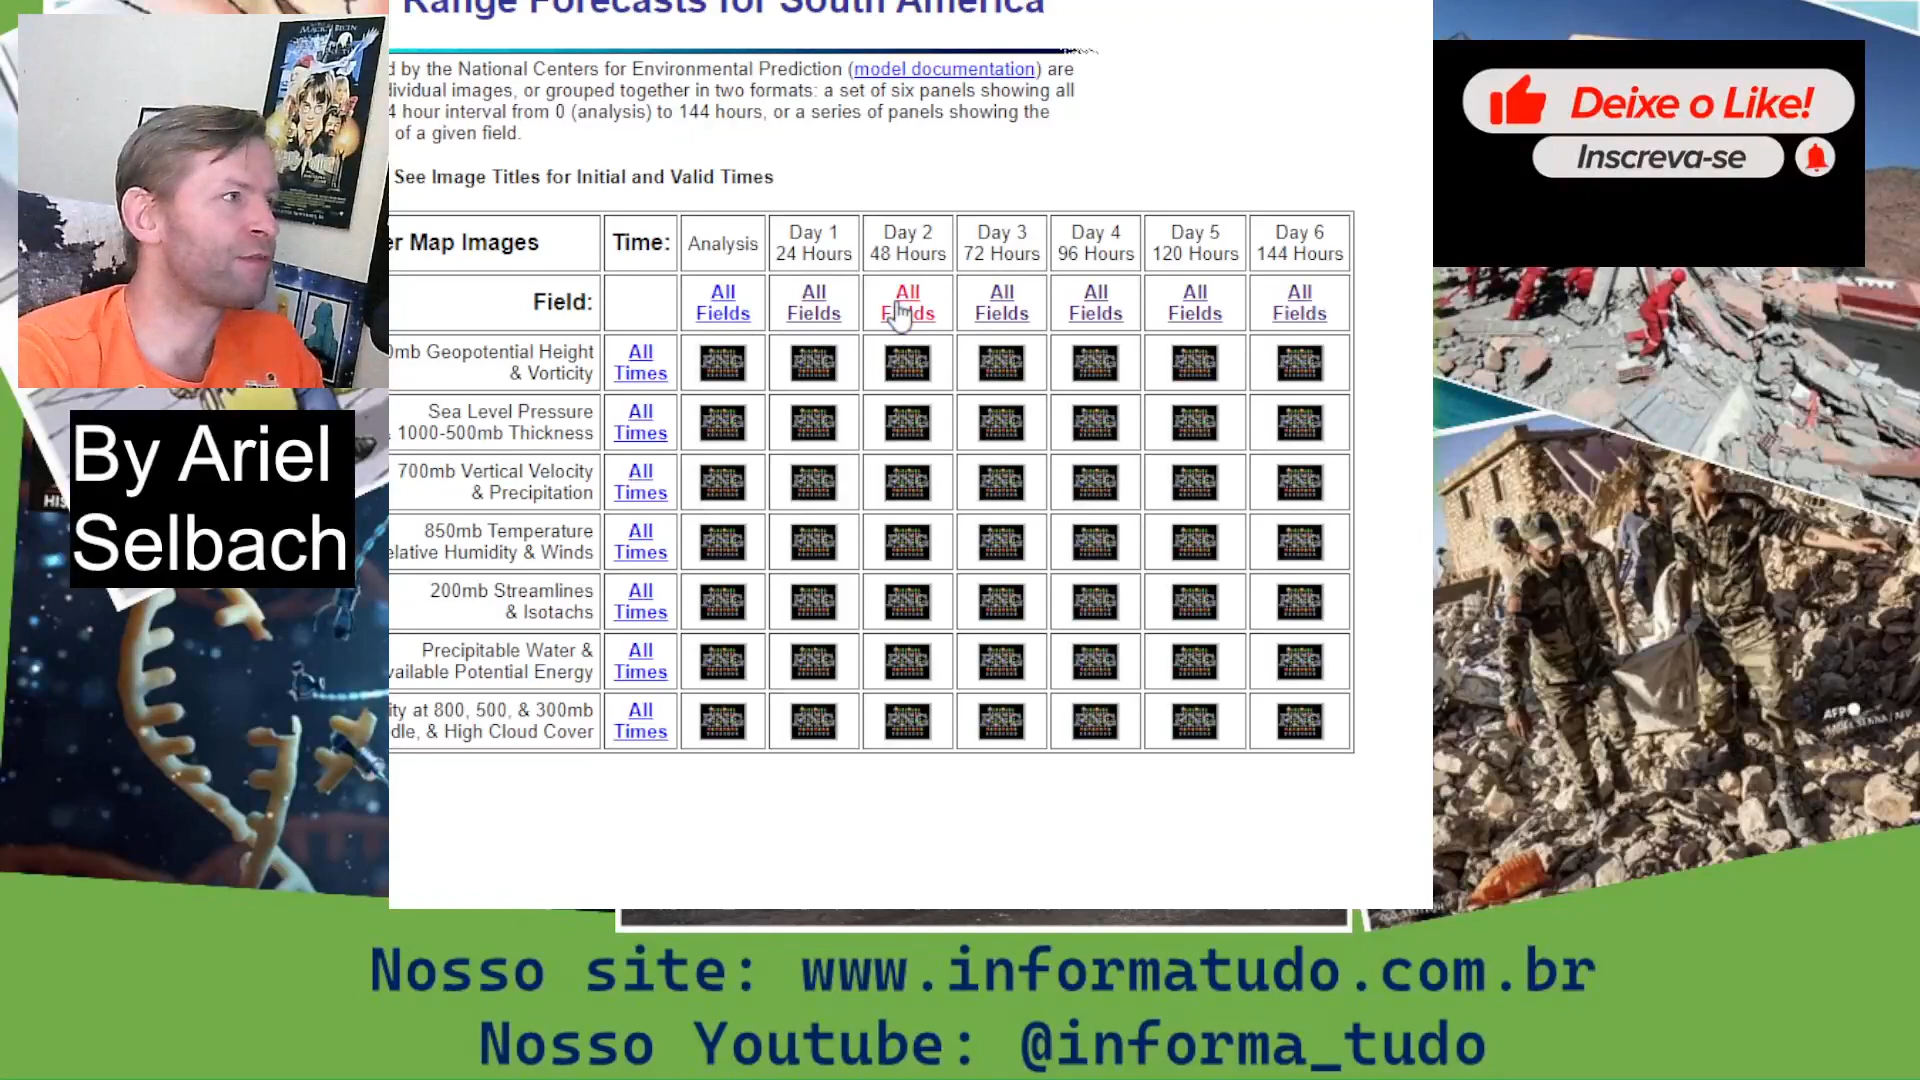 Range Forecasts for South America
d by the National Centers for Environmental Prediction (model documentation) are
dividual images, or grouped together in two formats: a set of six panels showing all
4 hour interval from 0 (analysis) to 144 hours, or a series of panels showing the
of a given field.
See Image Titles for Initial and Valid Times
er Map Images
Time:
Analysis
Day 1
24 Hours
Day 2
48 Hours
Day 3
72 Hours
Day 4
96 Hours
Day 5
120 Hours
Day 6
144 Hours
Field:
All
Fields
All
Fields
All
Fields
All
Fields
All
Fields
All
Fields
All
Fields
0mb Geopotential Height
& Vorticity
All
Times
Sea Level Pressure
& 1000-500mb Thickness
All
Times
700mb Vertical Velocity
& Precipitation
All
Times
850mb Temperature
elative Humidity & Winds
All
Times
200mb Streamlines
& Isotachs
All
Times
Precipitable Water &
vailable Potential Energy
All
Times
ity at 800, 500, & 300mb
dle, & High Cloud Cover
All
Times
Deixe o Like!
Inscreva-se
By Ariel
Selbach
HIS
AFP
Nosso site: www.informatudo.com.br
Nosso Youtube: @informa_tudo